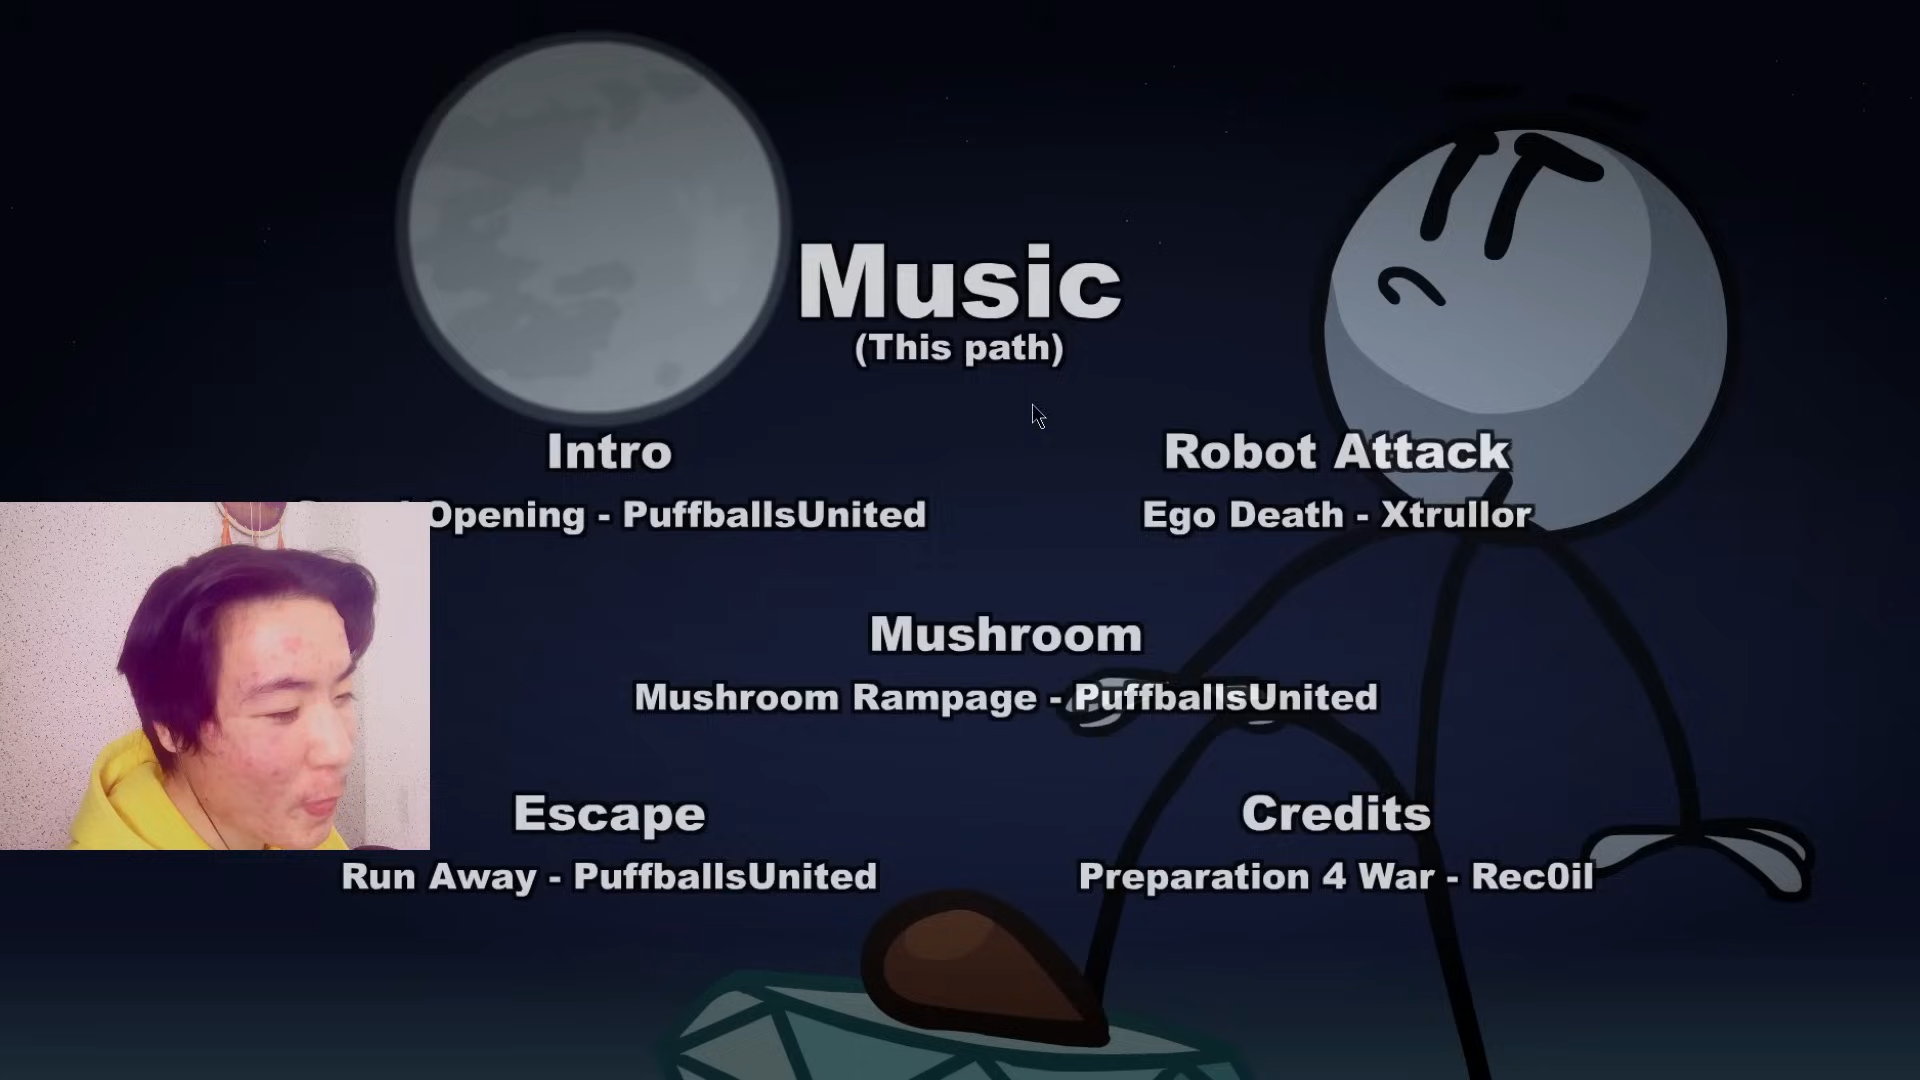 Music
(This path)
Intro
Opening - PuffballsUnited
Robot Attack
Ego Death - Xtrullor
Mushroom
Mushroom Rampage - PuffballsUnited
Escape
Run Away - PuffballsUnited
Credits
Preparation 4 War - Rec0il